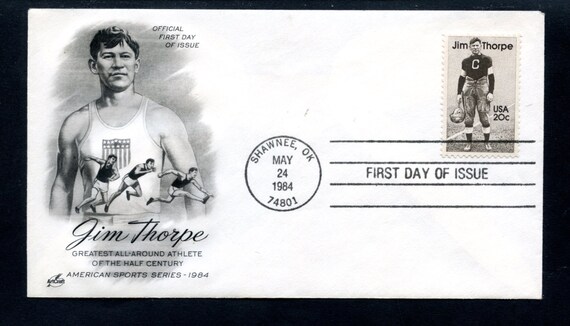 OFFICIAL
FIRST DAY
OF ISSUE
Jim Thorpe
C
USA
20c
SHAWNEE, OK
MAY
24
1984
74801
FIRST DAY OF ISSUE
Jim Thorpe
GREATEST ALL-AROUND ATHLETE
OF THE HALF CENTURY
AMERICAN SPORTS SERIES - 1984